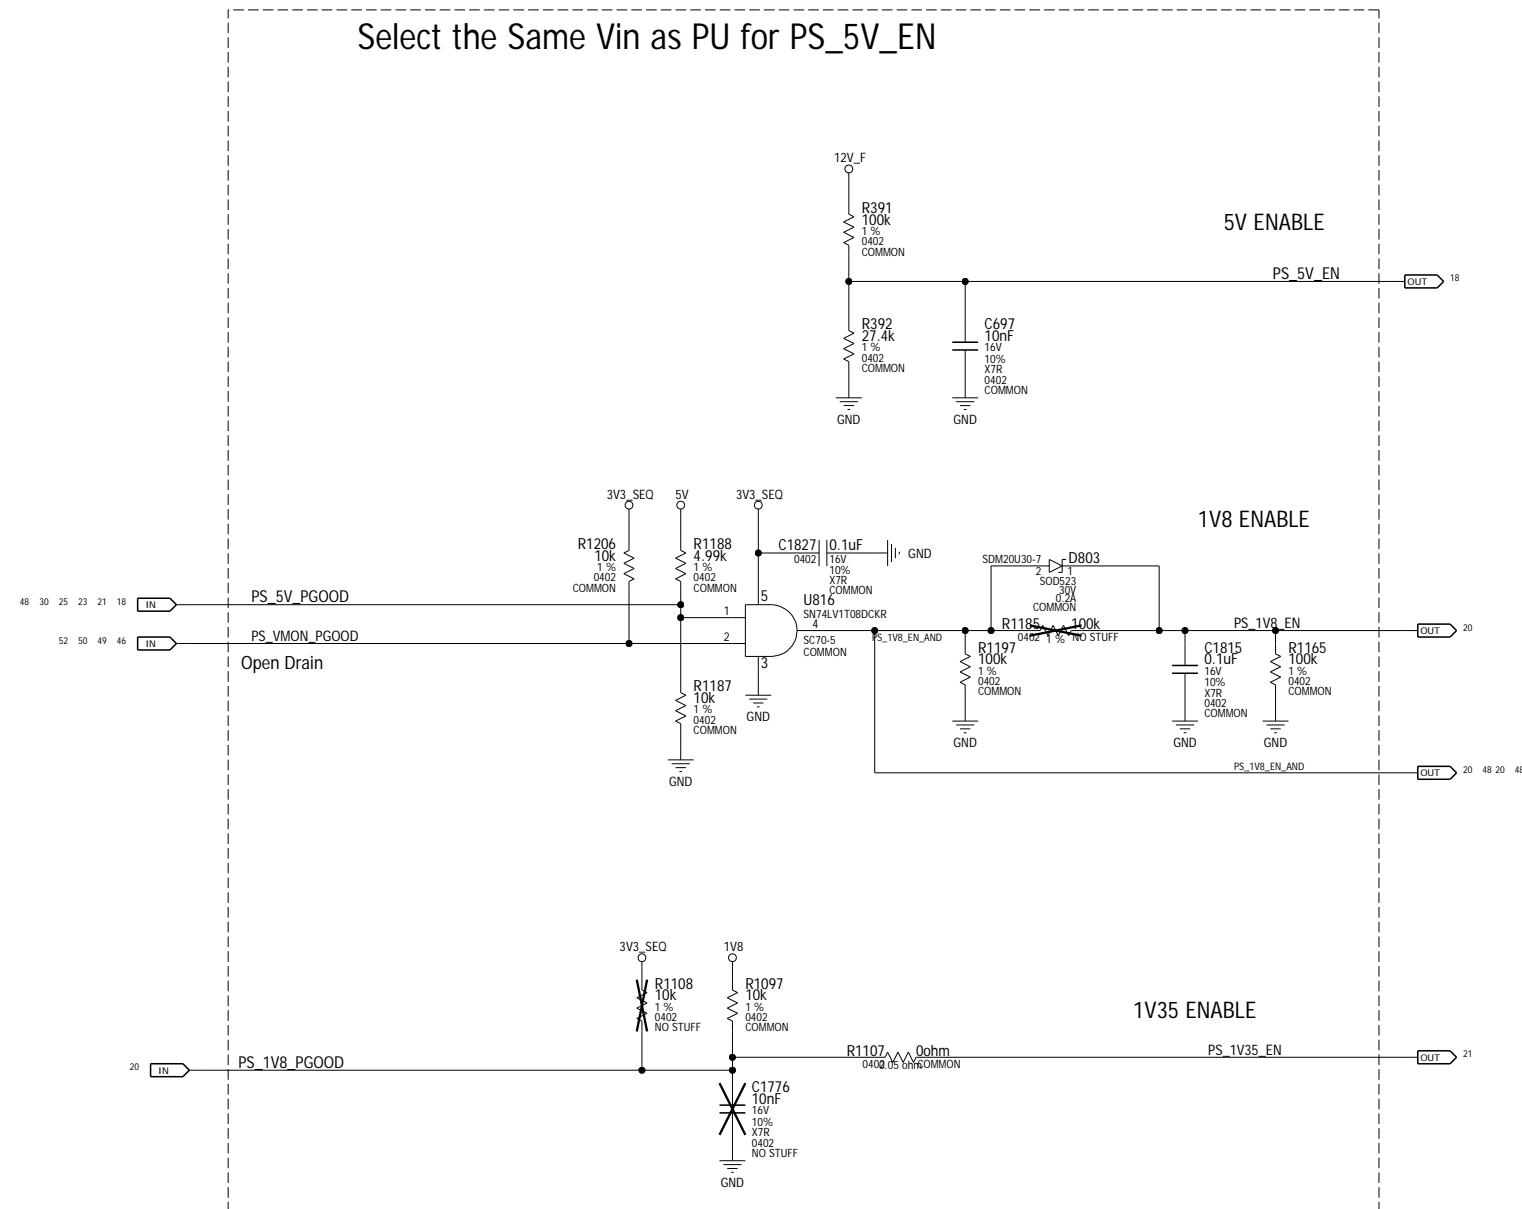 Select the Same Vin as PU for PS_5V_EN
12V_F
R391
100k
1 %
0402
COMMON
5V ENABLE
PS_5V_EN
OUT 18
R392
27.4k
1 %
0402
COMMON
GND
C697
10nF
16V
10%
X7R
0402
COMMON
GND
3V3_SEQ
5V
3V3_SEQ
1V8 ENABLE
R1206
10k
1 %
0402
COMMON
R1188
4.99k
1 %
0402
COMMON
C1827 0.1uF
0402
16V
10%
X7R
COMMON
GND
SDM20U30-7 D803
2 1
SOD523
30V
0.2A
COMMON
48 30 25 23 21 18 IN PS_5V_PGOOD
52 50 49 46 IN PS_VMON_PGOOD
Open Drain
5
1
2
3
4
U816
SN74LV1T08DCKR
SC70-5
COMMON
GND
PS_1V8_EN_AND
R1185 100k
0402 1 % NO STUFF
PS_1V8_EN
OUT 20
R1197
100k
1 %
0402
COMMON
GND
C1815
0.1uF
16V
10%
X7R
0402
COMMON
GND
R1165
100k
1 %
0402
COMMON
GND
R1187
10k
1 %
0402
COMMON
GND
PS_1V8_EN_AND
OUT 20 48 20 48
3V3_SEQ
1V8
R1108
10k
1 %
0402
NO STUFF
R1097
10k
1 %
0402
COMMON
1V35 ENABLE
20 IN PS_1V8_PGOOD
R1107 0ohm
0402 0.05 ohm COMMON
PS_1V35_EN
OUT 21
C1776
10nF
16V
10%
X7R
0402
NO STUFF
GND